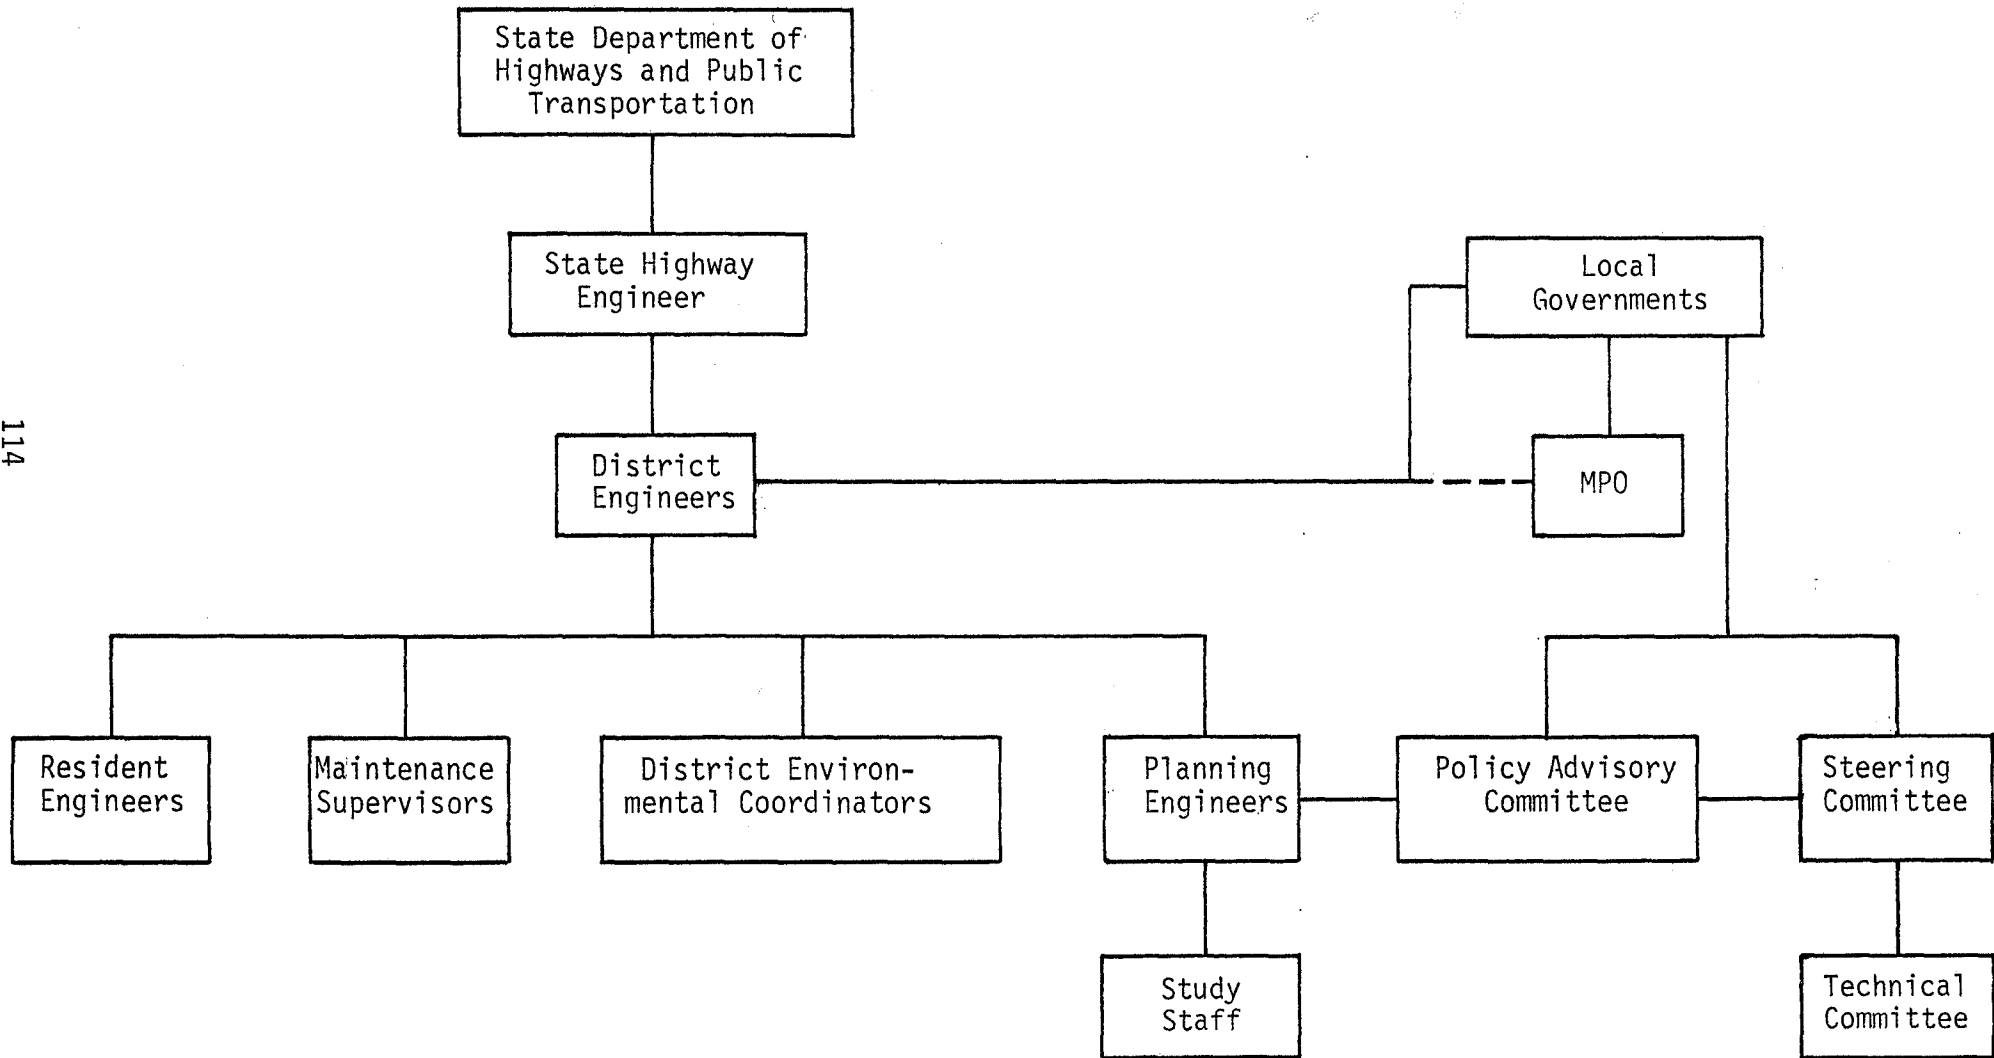 State Department of
Highways and Public
Transportation
State Highway
Engineer
Local
Governments
114
District
Engineers
MPO
Resident
Engineers
Maintenance
Supervisors
District Environ-
mental Coordinators
Planning
Engineers
Policy Advisory
Committee
Steering
Committee
Study
Staff
Technical
Committee